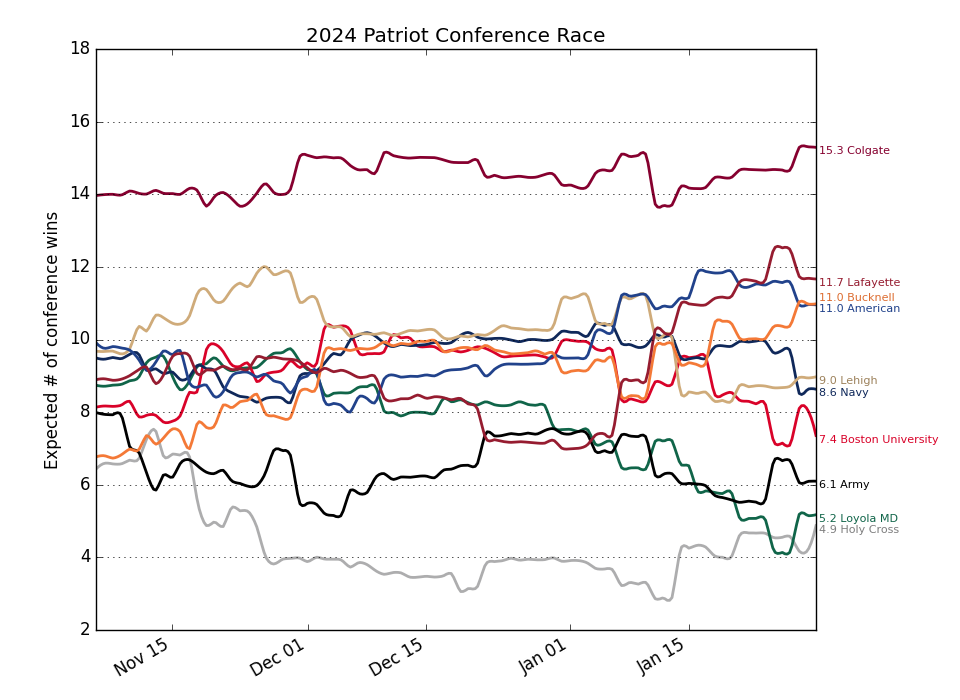 2024 Patriot Conference Race
Expected # of conference wins
18
16
14
12
10
8
6
4
2
Nov 15
Dec 01
Dec 15
Jan 01
Jan 15
15.3 Colgate
11.7 Lafayette
11.0 Bucknell
11.0 American
9.0 Lehigh
8.6 Navy
7.4 Boston University
6.1 Army
5.2 Loyola MD
4.9 Holy Cross